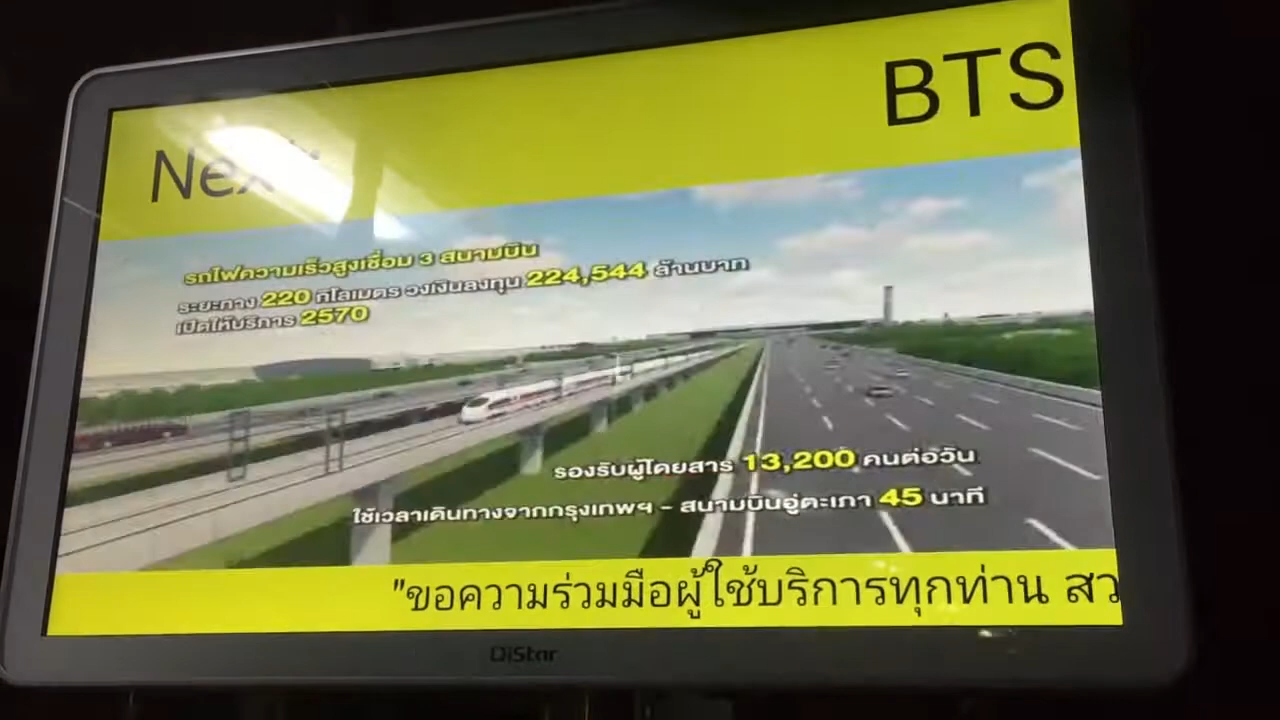 BTS
Next
รถไฟความเร็วสูงเชื่อม 3 สนามบิน
ระยะทาง 220 กิโลเมตร วงเงินลงทุน 224,544 ล้านบาท
เปิดให้บริการ 2570
รองรับผู้โดยสาร 13,200 คนต่อวัน
ใช้เวลาเดินทางจากกรุงเทพฯ - สนามบินอู่ตะเภา 45 นาที
"ขอความร่วมมือผู้ใช้บริการทุกท่าน สว
DiStar